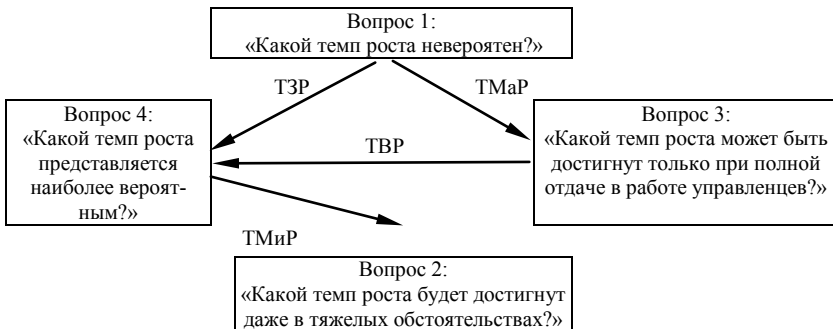 Вопрос 1:
«Какой темп роста невероятен?»
ТЗР
ТМаР
Вопрос 4:
«Какой темп роста
представляется
наиболее вероят-
ным?»
ТВР
Вопрос 3:
«Какой темп роста может быть
достигнут только при полной
отдаче в работе управленцев?»
ТМиР
Вопрос 2:
«Какой темп роста будет достигнут
даже в тяжелых обстоятельствах?»